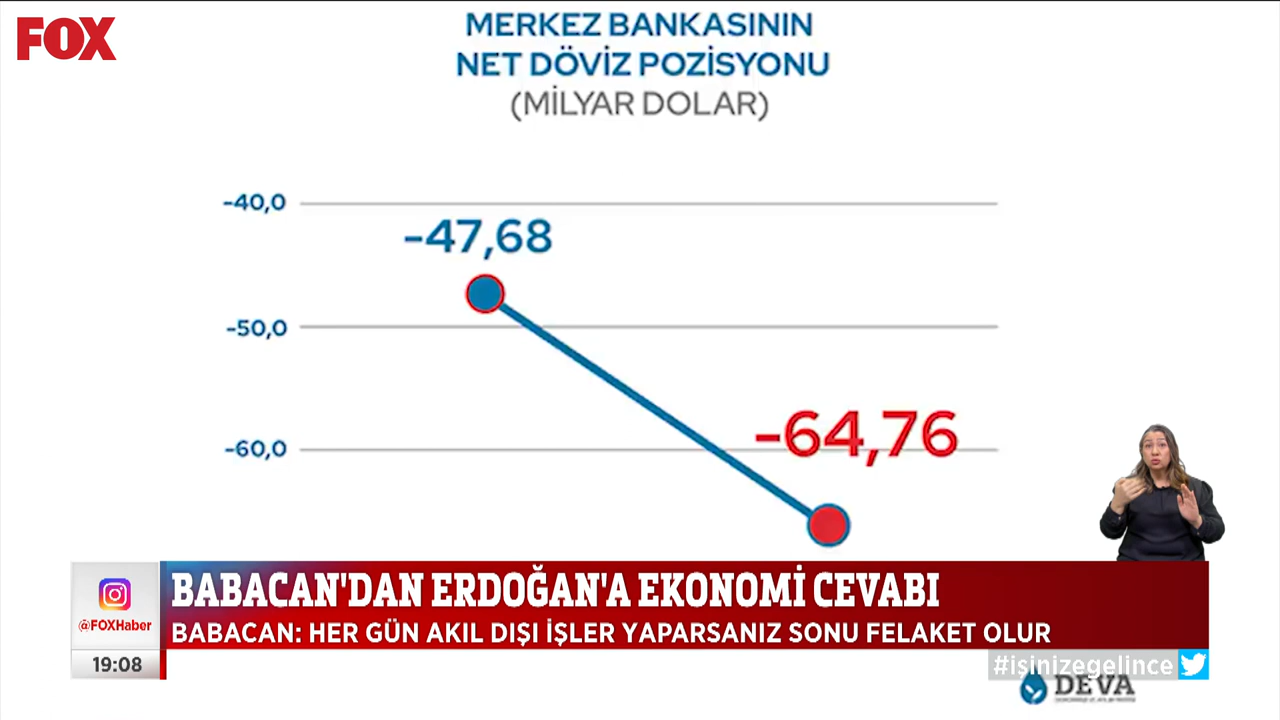 FOX
MERKEZ BANKASININ
NET DÖVİZ POZİSYONU
(MİLYAR DOLAR)
-40,0
-47,68
-50,0
-64,76
-60,0
BABACAN'DAN ERDOĞAN'A EKONOMİ CEVABI
@FOXHaber
BABACAN: HER GÜN AKIL DIŞI İŞLER YAPARSANIZ SONU FELAKET OLUR
19:08
#isinizegelince
DEVA